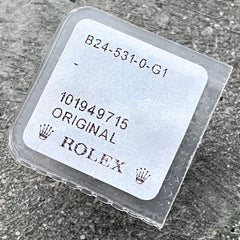 B24-531-0-G1
-
101949715
ORIGINAL
ROLEX